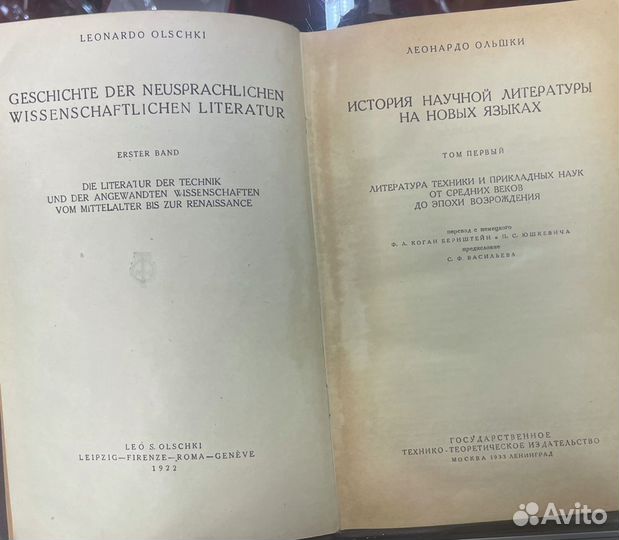 LEONARDO OLSCHKI
GESCHICHTE DER NEUSPRACHLICHEN
WISSENSCHAFTLICHEN LITERATUR
ERSTER BAND
DIE LITERATUR DER TECHNIK
UND DER ANGEWANDTEN WISSENSCHAFTEN
VOM MITTELALTER BIS ZUR RENAISSANCE
LEO S. OLSCHKI
LEIPZIG—FIRENZE—ROMA—GENÈVE
1922
ЛЕОНАРДО ОЛЬШКИ
ИСТОРИЯ НАУЧНОЙ ЛИТЕРАТУРЫ
НА НОВЫХ ЯЗЫКАХ
ТОМ ПЕРВЫЙ
ЛИТЕРАТУРА ТЕХНИКИ И ПРИКЛАДНЫХ НАУК
ОТ СРЕДНИХ ВЕКОВ
ДО ЭПОХИ ВОЗРОЖДЕНИЯ
перевод с немецкого
Ф. А. КОГАН БЕРНШТЕЙН и П. С. ЮШКЕВИЧА
предисловие
С. Ф. ВАСИЛЬЕВА
ГОСУДАРСТВЕННОЕ
ТЕХНИКО-ТЕОРЕТИЧЕСКОЕ ИЗДАТЕЛЬСТВО
МОСКВА 1933 ЛЕНИНГРАД
Avito